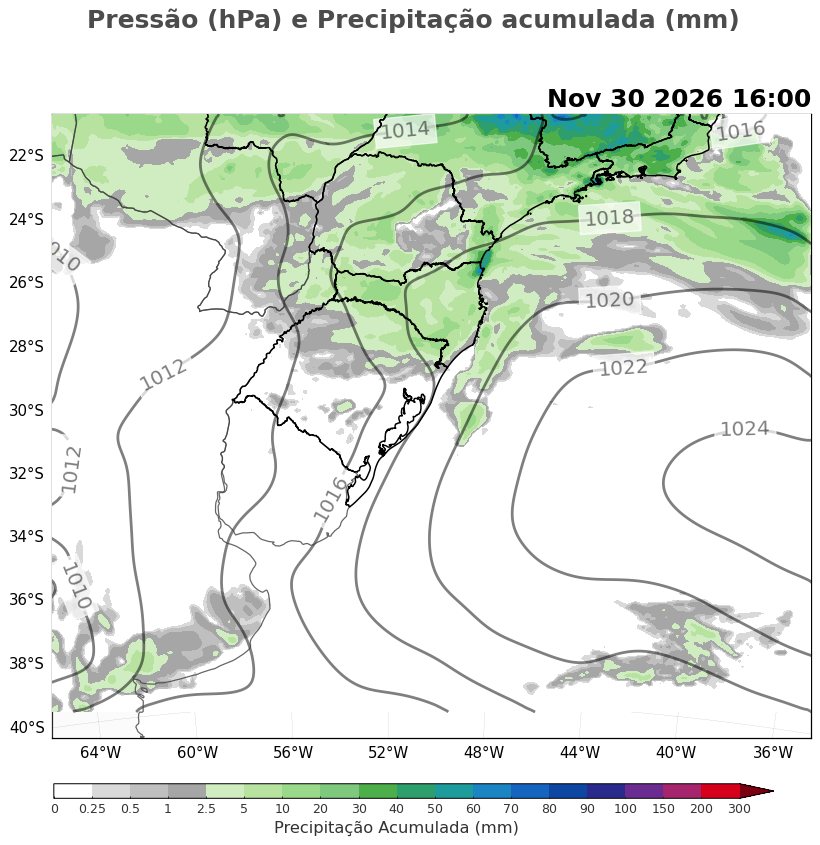 Pressão (hPa) e Precipitação acumulada (mm)
Nov 30 2026 16:00
1014
1016
22°S
24°S
1018
010
26°S
1020
28°S
1022
1012
30°S
1024
1012
32°S
1016
34°S
1010
36°S
38°S
40°S
64°W 60°W 56°W 52°W 48°W 44°W 40°W 36°W
0 0.25 0.5 1 2.5 5 10 20 30 40 50 60 70 80 90 100 150 200 300
Precipitação Acumulada (mm)